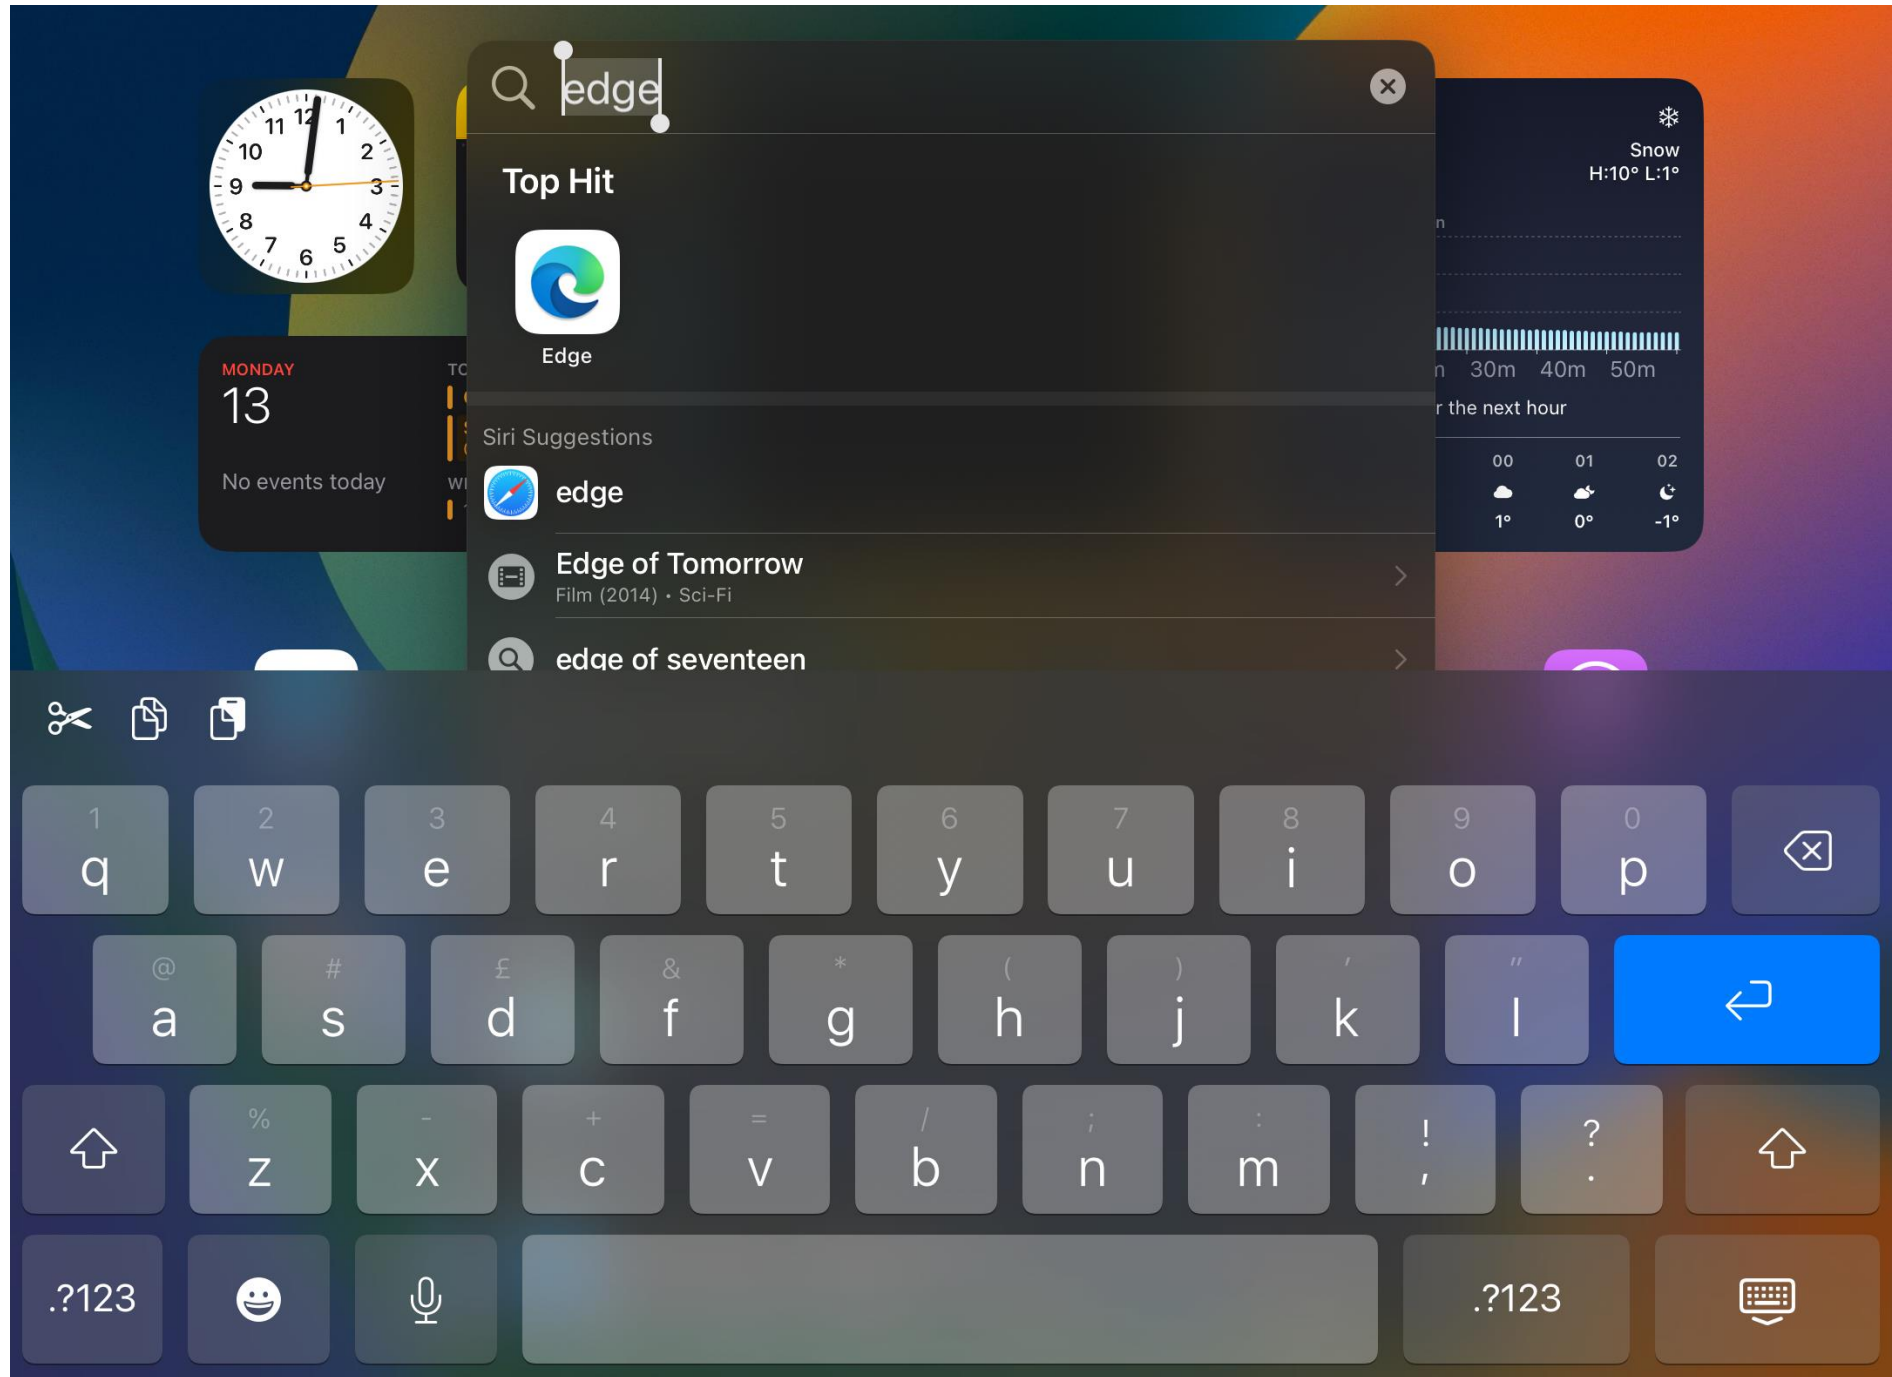 edge
Top Hit
Edge
Siri Suggestions
edge
Edge of Tomorrow
Film (2014) • Sci-Fi
edge of seventeen
12
1
2
3
4
5
6
7
8
9
10
11
MONDAY
13
No events today
Snow
H:10° L:1°
30m 40m 50m
the next hour
00 01 02
1° 0° -1°
1 2 3 4 5 6 7 8 9 0
q w e r t y u i o p
@ # £ & * ( ) ' "
a s d f g h j k l
% - + = / ; : ! ?
z x c v b n m , .
.?123 .?123